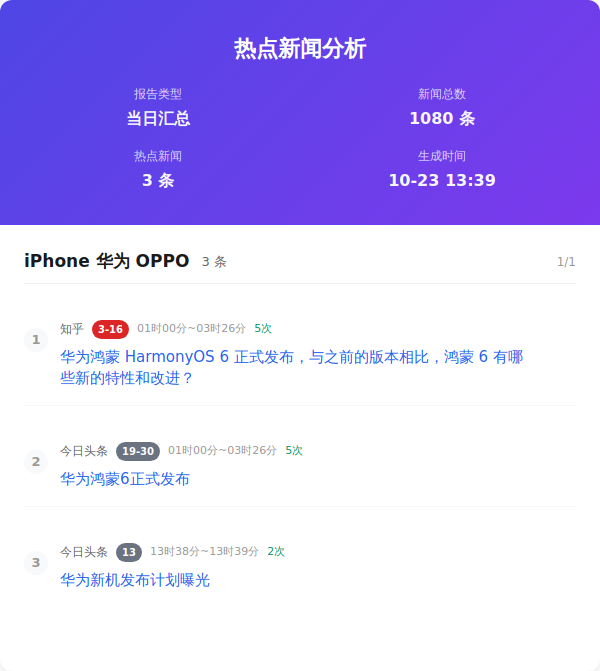 热点新闻分析
报告类型
新闻总数
当日汇总
1080 条
热点新闻
生成时间
3 条
10-23 13:39
iPhone 华为 OPPO 3 条 1/1
1
知乎 3-16 01时00分~03时26分 5次
华为鸿蒙 HarmonyOS 6 正式发布，与之前的版本相比，鸿蒙 6 有哪
些新的特性和改进？
2
今日头条 19-30 01时00分~03时26分 5次
华为鸿蒙6正式发布
3
今日头条 13 13时38分~13时39分 2次
华为新机发布计划曝光